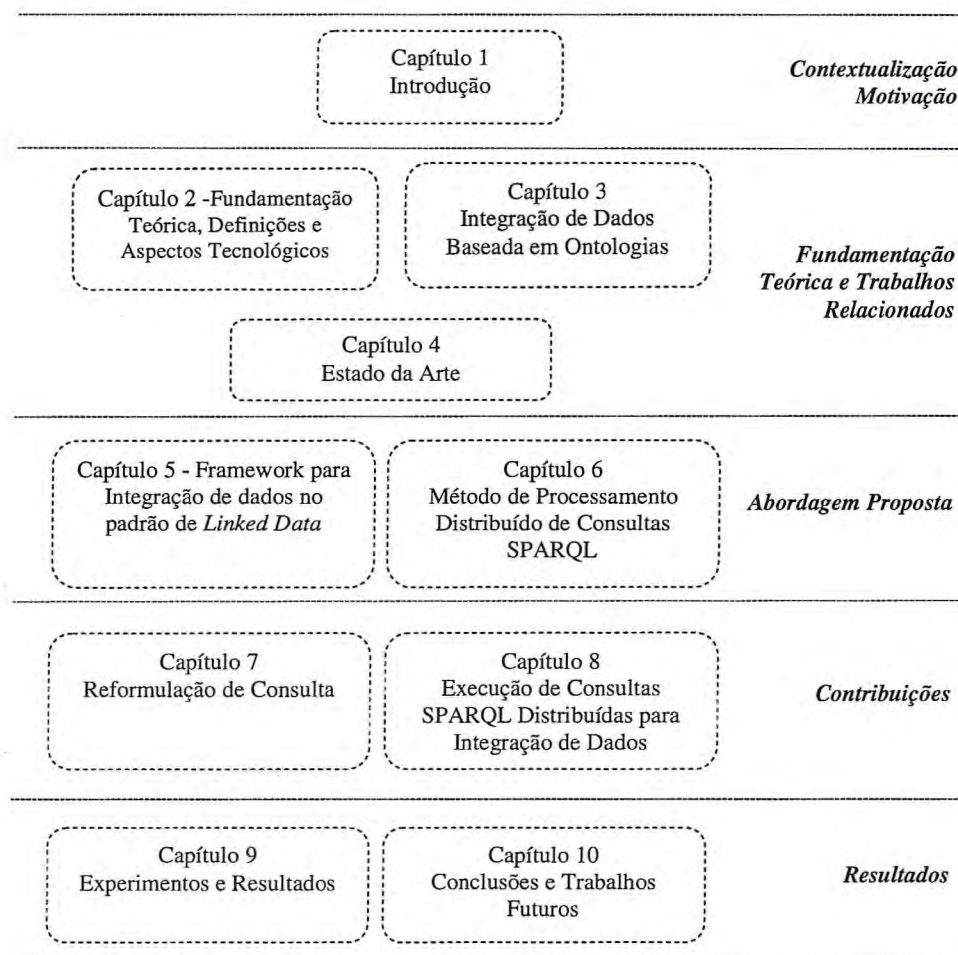 Capítulo 1
Introdução
Contextualização
Motivação
Capítulo 2 -Fundamentação
Teórica, Definições e
Aspectos Tecnológicos
Capítulo 3
Integração de Dados
Baseada em Ontologias
Capítulo 4
Estado da Arte
Fundamentação
Teórica e Trabalhos
Relacionados
Capítulo 5 - Framework para
Integração de dados no
padrão de Linked Data
Capítulo 6
Método de Processamento
Distribuído de Consultas
SPARQL
Abordagem Proposta
Capítulo 7
Reformulação de Consulta
Capítulo 8
Execução de Consultas
SPARQL Distribuídas para
Integração de Dados
Contribuições
Capítulo 9
Experimentos e Resultados
Capítulo 10
Conclusões e Trabalhos
Futuros
Resultados